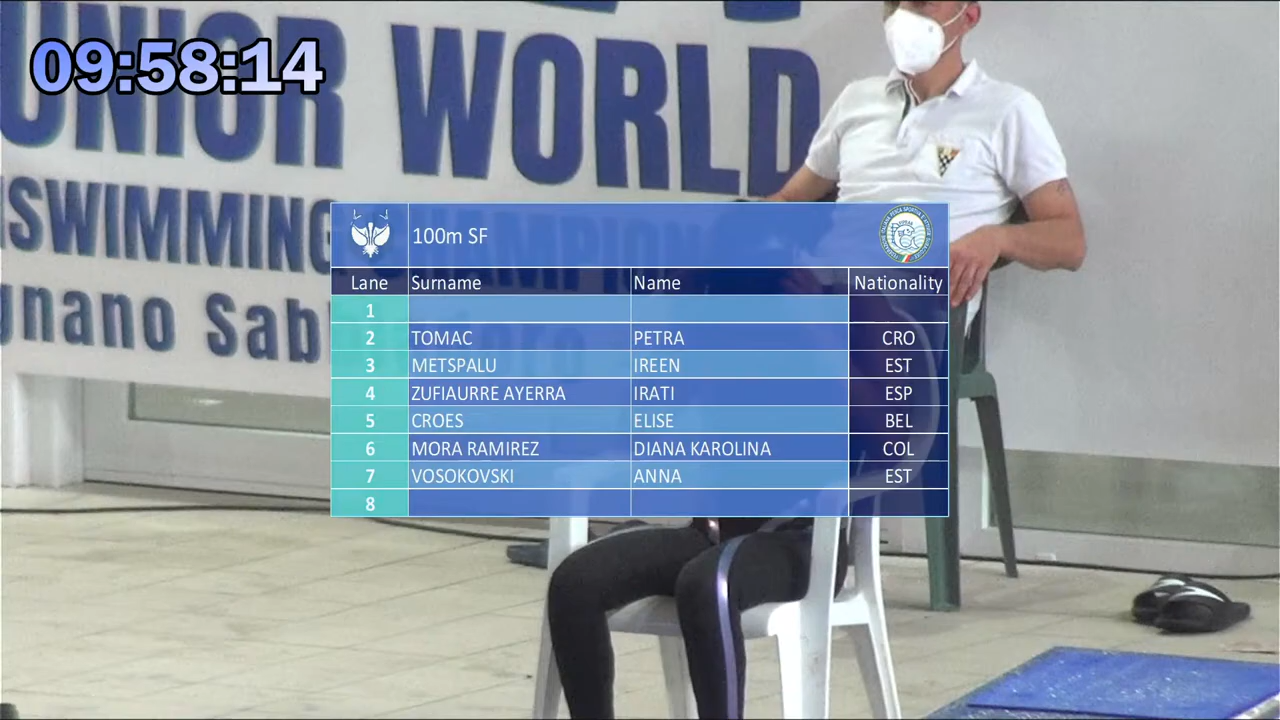 09:58:14
UNIOR WORLD
SWIMMING CHAMPION
gnano Sab
100m SF
Lane Surname Name Nationality
1
2 TOMAC PETRA CRO
3 METSPALU IREEN EST
4 ZUFIAURRE AYERRA IRATI ESP
5 CROES ELISE BEL
6 MORA RAMIREZ DIANA KAROLINA COL
7 VOSOKOVSKI ANNA EST
8